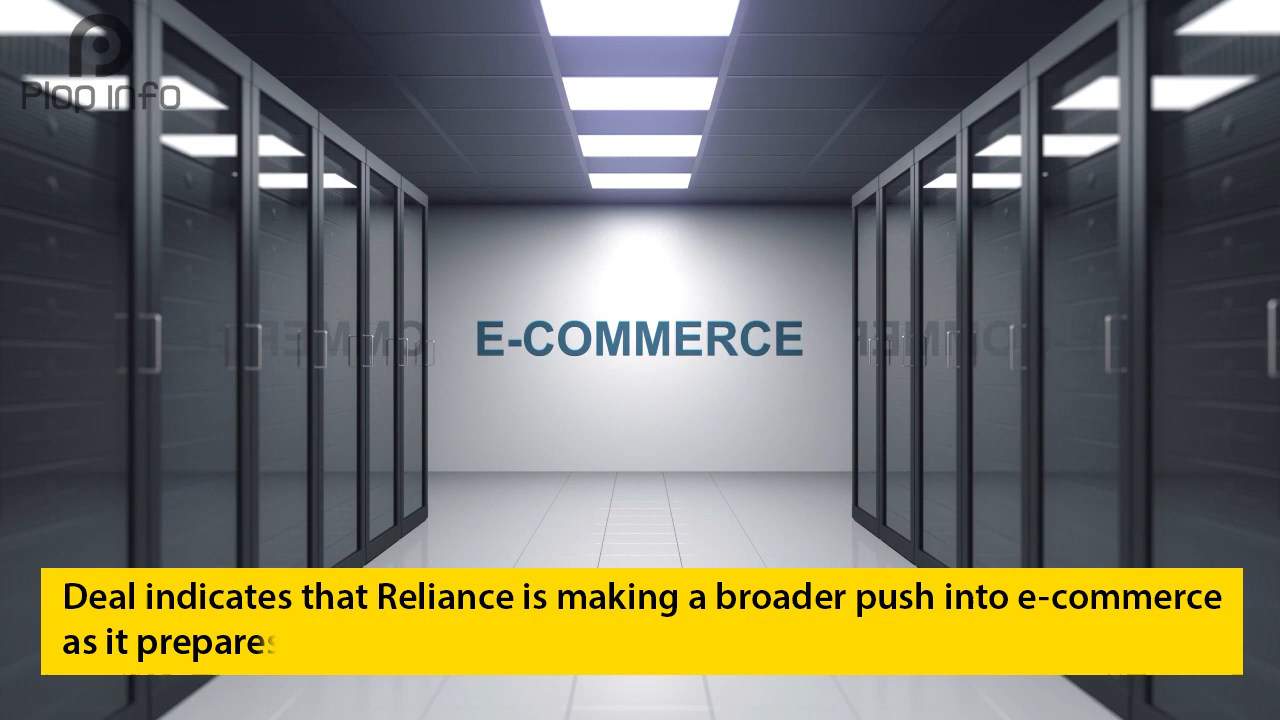 Plop info
E-COMMERCE
Deal indicates that Reliance is making a broader push into e-commerce
as it prepares